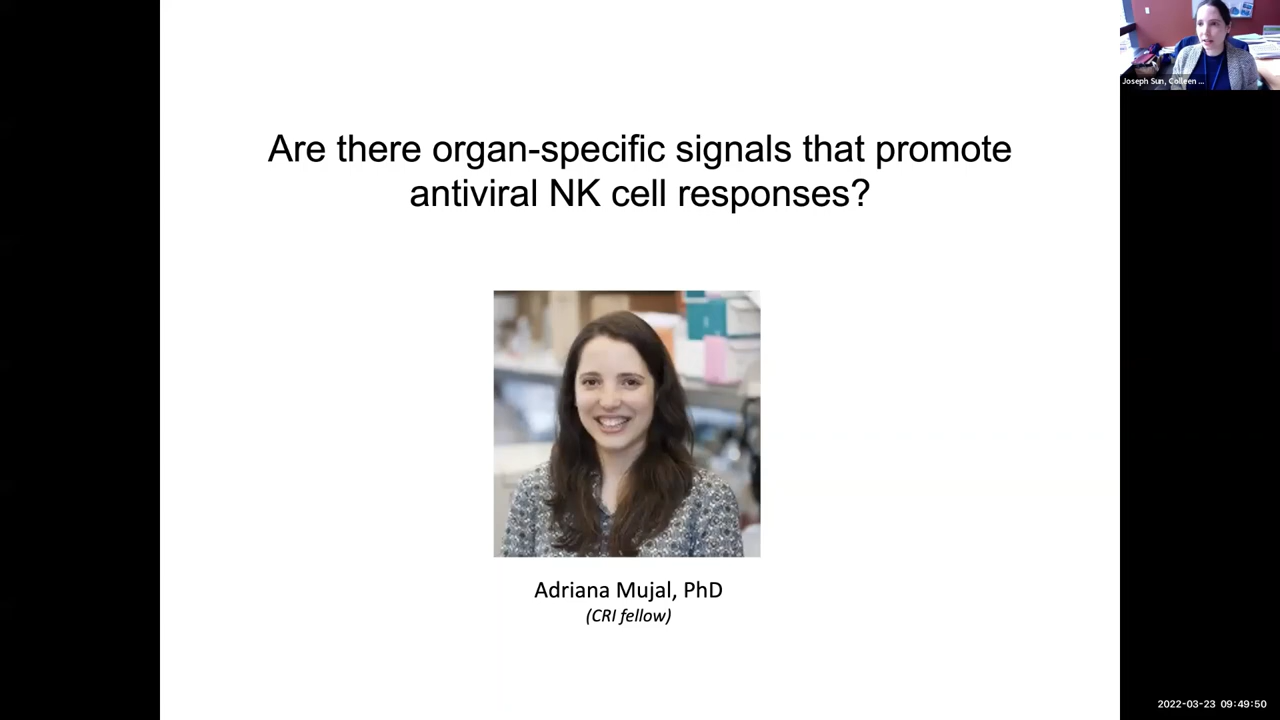 Joseph Sun, Colleen ...
Are there organ-specific signals that promote
antiviral NK cell responses?
Adriana Mujal, PhD
(CRI fellow)
2022-03-23 09:49:50